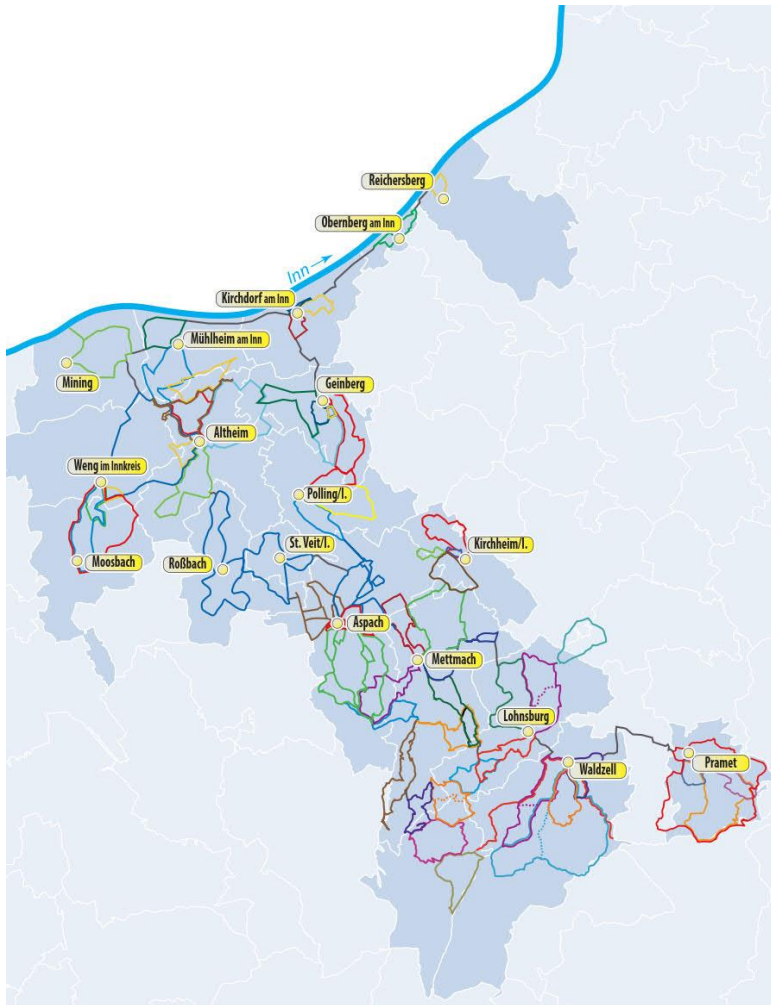 Reichersberg
Obernberg am Inn
Inn →
Kirchdorf am Inn
Mühlheim am Inn
Mining
Geinberg
Altheim
Weng im Innkreis
Polling/I.
St. Veit/I.
Kirchheim/I.
Moosbach
Roßbach
Aspach
Mettmach
Lohnsburg
Waldzell
Pramet